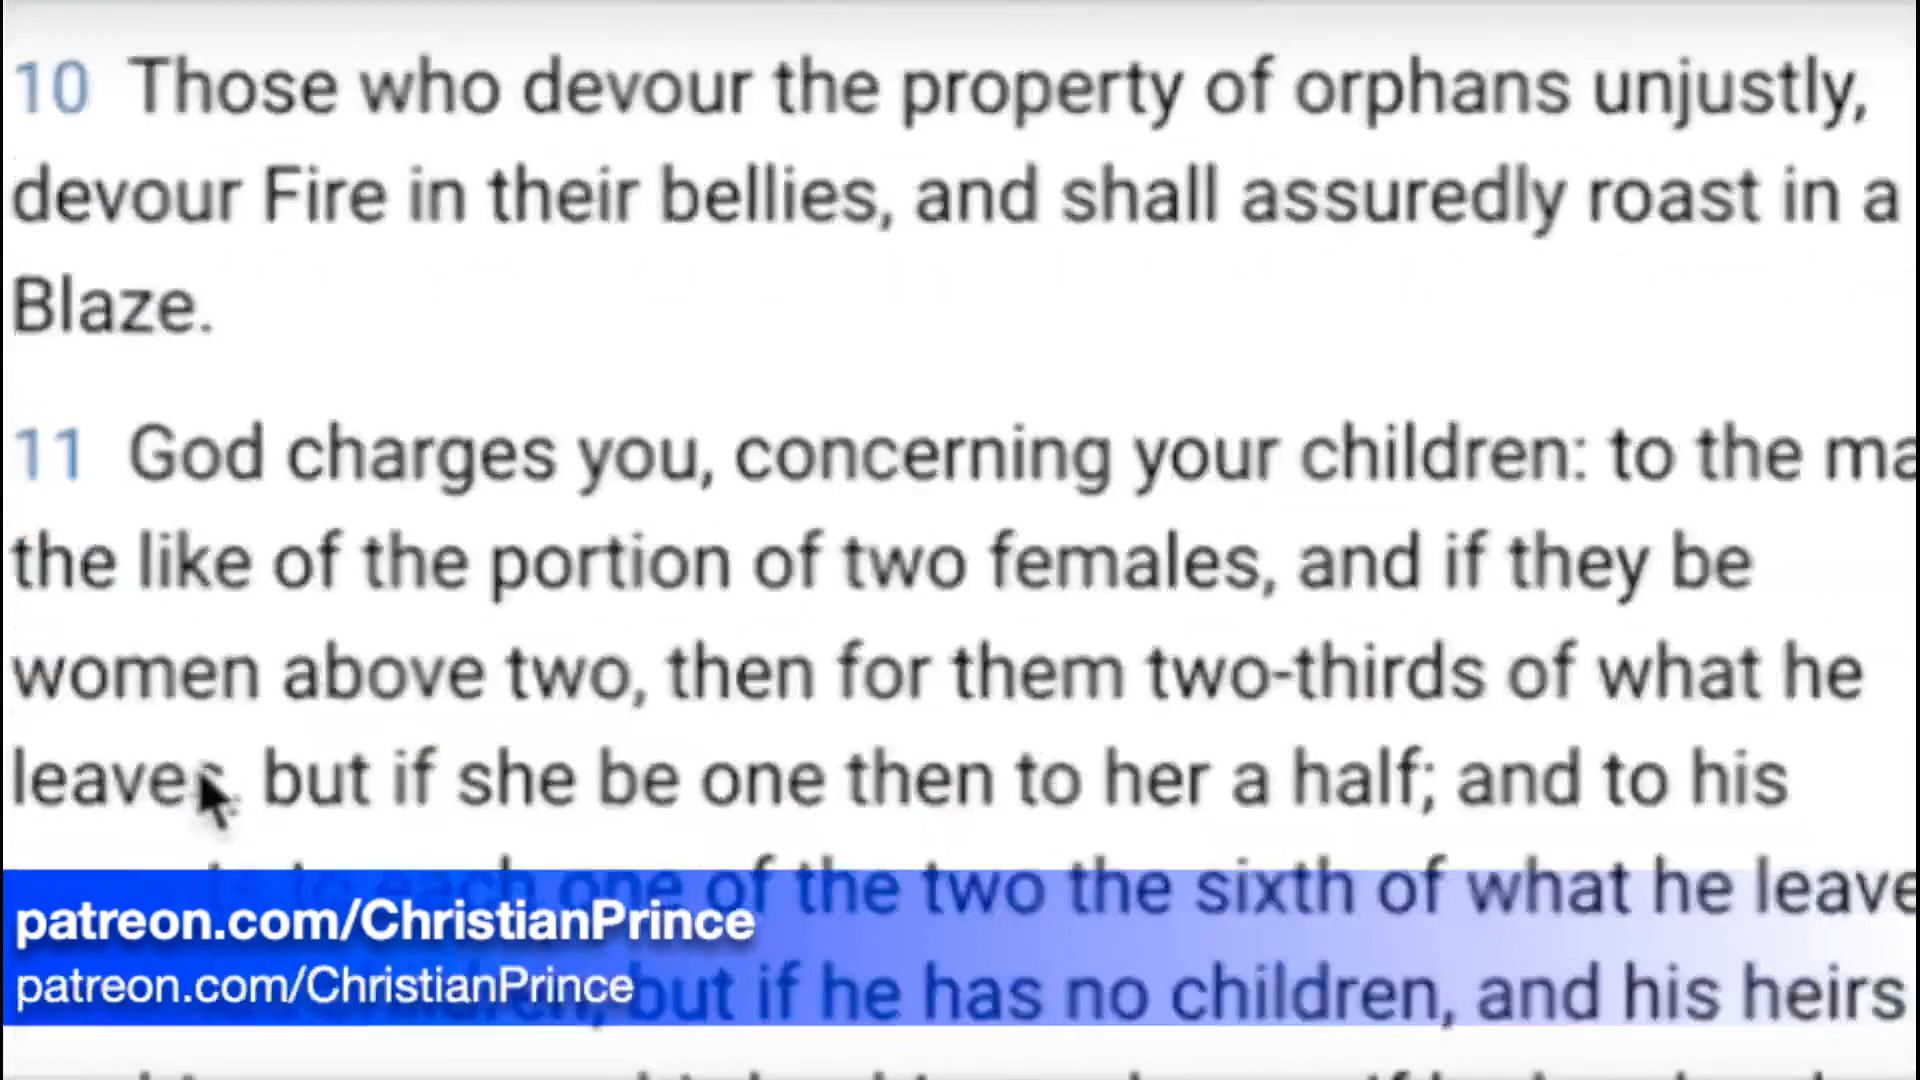 10 Those who devour the property of orphans unjustly,
devour Fire in their bellies, and shall assuredly roast in a
Blaze.
11 God charges you, concerning your children: to the
the like of the portion of two females, and if they be
women above two, then for them two-thirds of what he
leaves, but if she be one then to her a half; and to his
to each one of the two the sixth of what he leave
patreon.com/ChristianPrince
patreon.com/ChristianPrince
but if he has no children, and his heirs